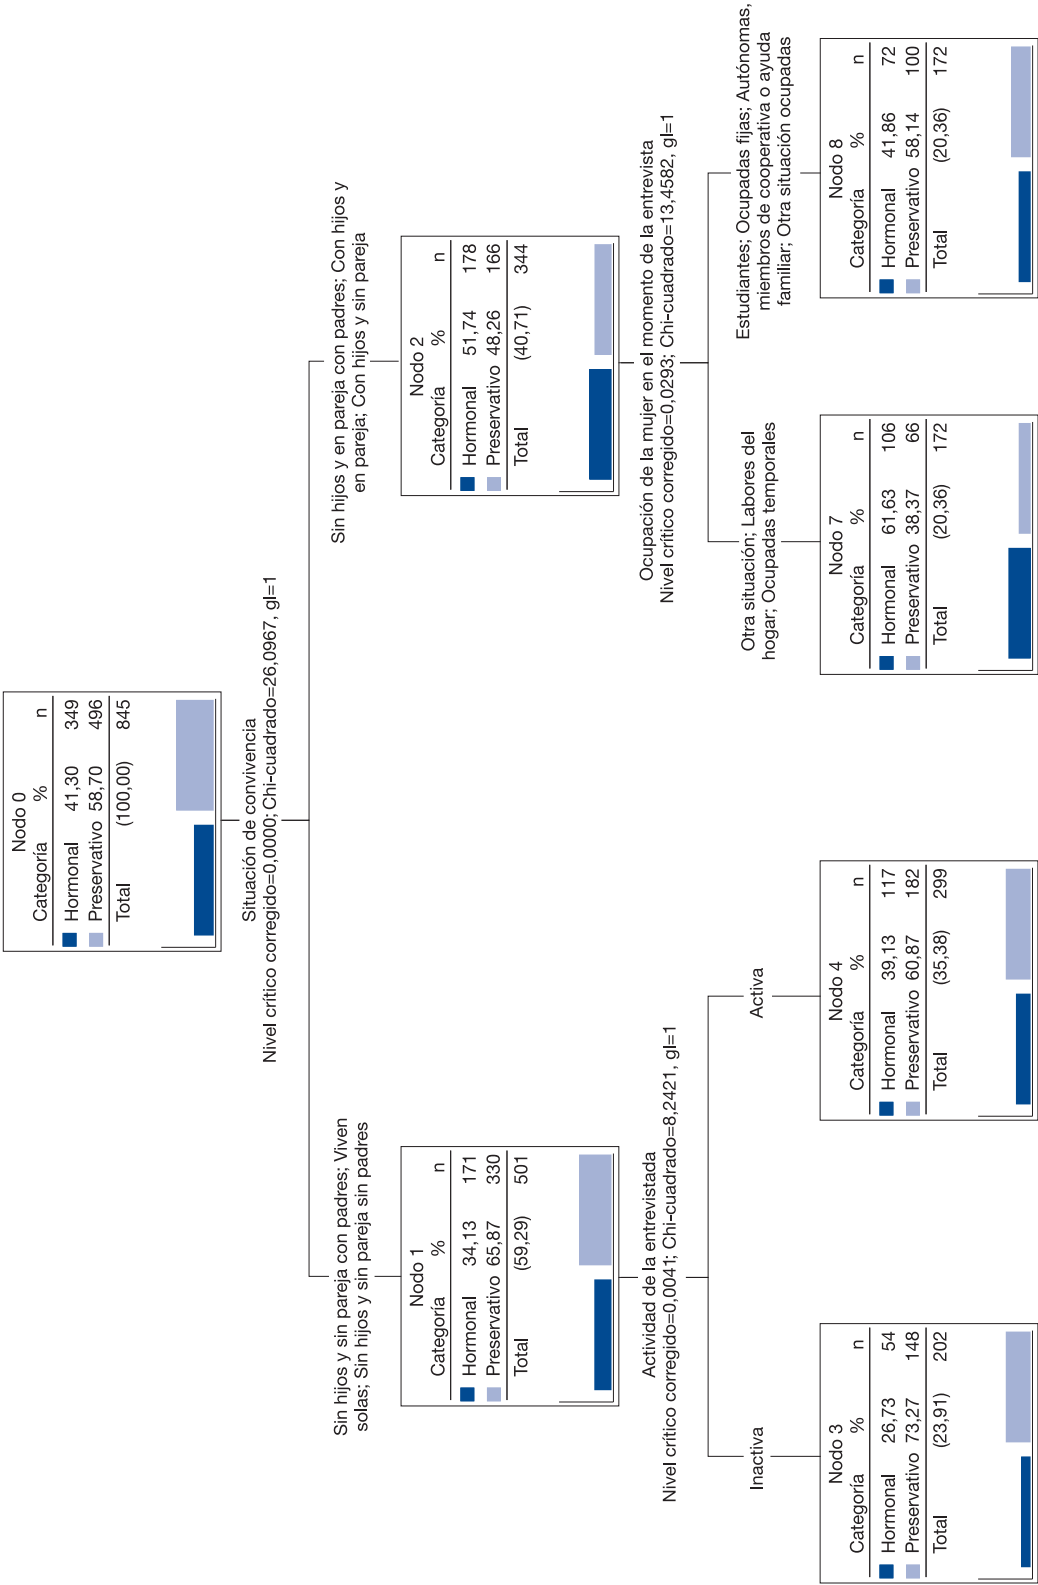 Nodo 0
Categoría % n
Hormonal 41,30 349
Preservativo 58,70 496
Total (100,00) 845
Situación de convivencia
Nivel crítico corregido=0,0000; Chi-cuadrado=26,0967, gl=1
Sin hijos y sin pareja con padres; Viven
solas; Sin hijos y sin pareja sin padres
Sin hijos y en pareja con padres; Con hijos y
en pareja; Con hijos y sin pareja
Nodo 1
Categoría % n
Hormonal 34,13 171
Preservativo 65,87 330
Total (59,29) 501
Nodo 2
Categoría % n
Hormonal 51,74 178
Preservativo 48,26 166
Total (40,71) 344
Actividad de la entrevistada
Nivel crítico corregido=0,0041; Chi-cuadrado=8,2421, gl=1
Ocupación de la mujer en el momento de la entrevista
Nivel crítico corregido=0,0293; Chi-cuadrado=13,4582, gl=1
Inactiva
Activa
Otra situación; Labores del
hogar; Ocupadas temporales
Estudiantes; Ocupadas fijas; Autónomas,
miembros de cooperativa o ayuda
familiar; Otra situación ocupadas
Nodo 3
Categoría % n
Hormonal 26,73 54
Preservativo 73,27 148
Total (23,91) 202
Nodo 4
Categoría % n
Hormonal 39,13 117
Preservativo 60,87 182
Total (35,38) 299
Nodo 7
Categoría % n
Hormonal 61,63 106
Preservativo 38,37 66
Total (20,36) 172
Nodo 8
Categoría % n
Hormonal 41,86 72
Preservativo 58,14 100
Total (20,36) 172